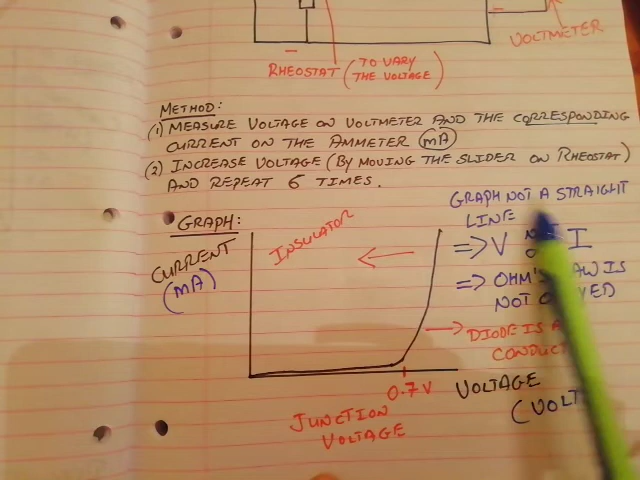 VOLTMETER
RHEOSTAT (TO VARY
THE VOLTAGE)
METHOD:
(1) MEASURE VOLTAGE ON VOLTMETER AND THE CORRESPONDING
CURRENT ON THE AMMETER (mA)
(2) INCREASE VOLTAGE (BY MOVING THE SLIDER ON RHEOSTAT)
AND REPEAT 6 TIMES.
GRAPH:
CURRENT
(mA)
INSULATOR
GRAPH NOT A STRAIGHT
LINE
=> V I
=> OHM'S LAW IS
NOT
DIODE IS A
0.7 V
JUNCTION
VOLTAGE
VOLTAGE